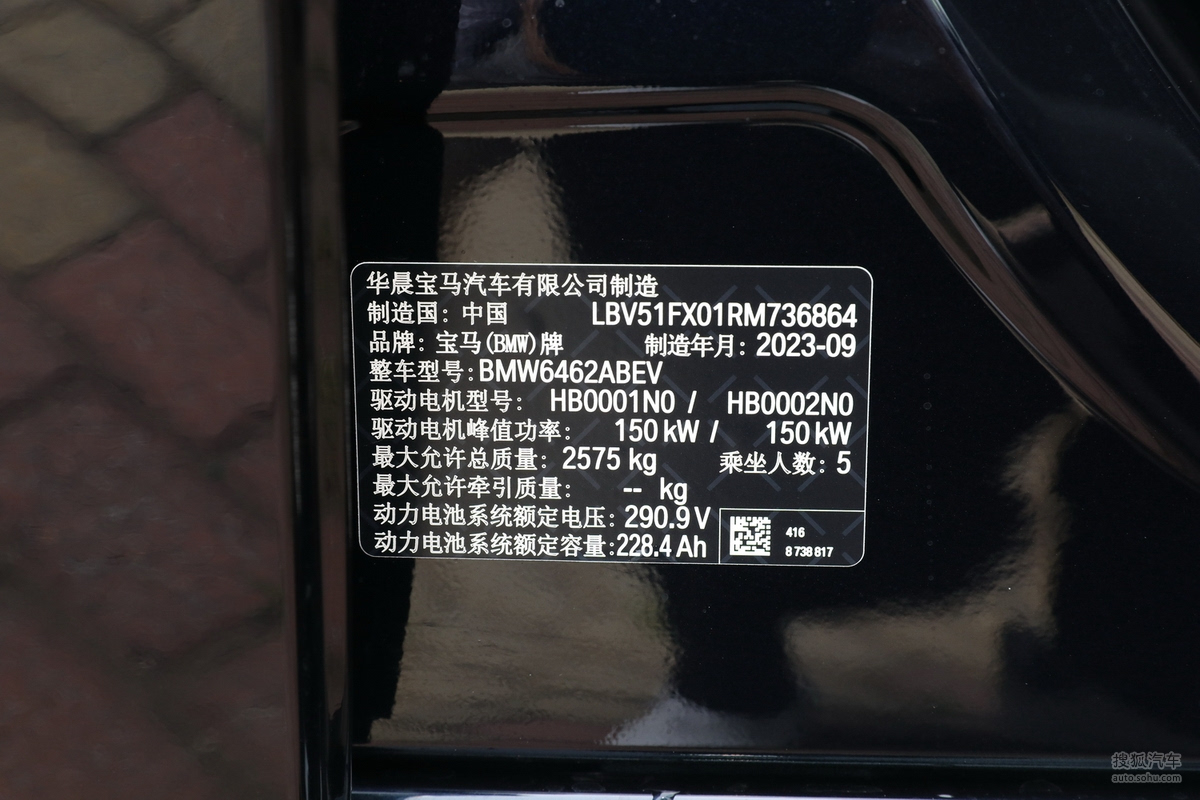 华晨宝马汽车有限公司制造
制造国：中国 LBV51FX01RM736864
品牌：宝马(BMW)牌 制造年月：2023-09
整车型号：BMW6462ABEV
驱动电机型号： HB0001N0 / HB0002N0
驱动电机峰值功率： 150 kW / 150 kW
最大允许总质量：2575 kg 乘坐人数：5
最大允许牵引质量： -- kg
动力电池系统额定电压：290.9 V
动力电池系统额定容量：228.4 Ah
416
8 738 817
搜狐汽车
auto.sohu.com